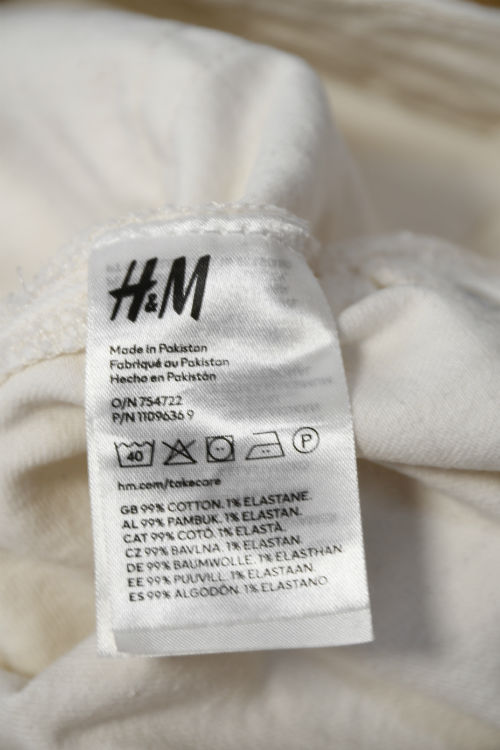 H&M
Made in Pakistan
Fabriqué au Pakistan
Hecho en Pakistán
O/N 754722
P/N 1109636 9
40 P
hm.com/takecare
GB 99% COTTON. 1% ELASTANE.
AL 99% PAMBUK. 1% ELASTAN.
CAT 99% COTÓ. 1% ELASTÀ.
CZ 99% BAVLNA. 1% ELASTAN
DE 99% BAUMWOLLE. 1% ELASTHAN
EE 99% PUUVILL. 1% ELASTAAN
ES 99% ALGODÓN. 1% ELASTANO